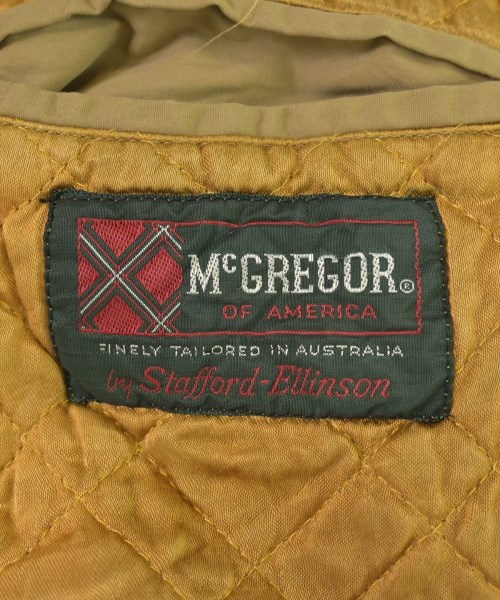 McGREGOR®
OF AMERICA
FINELY TAILORED IN AUSTRALIA
by Stafford-Ellinson